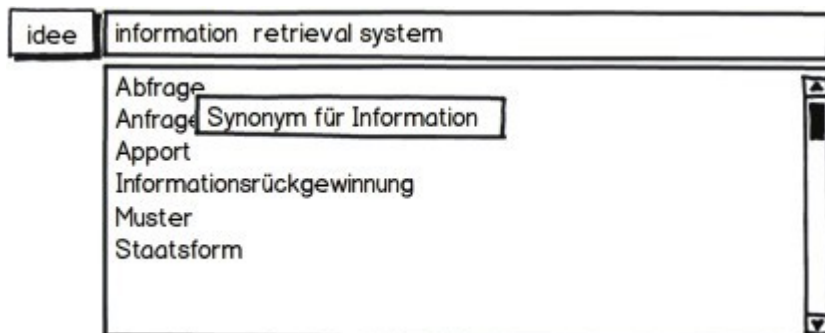 idee
information retrieval system
Abfrage
Anfrage
Synonym für Information
Apport
Informationsrückgewinnung
Muster
Staatsform